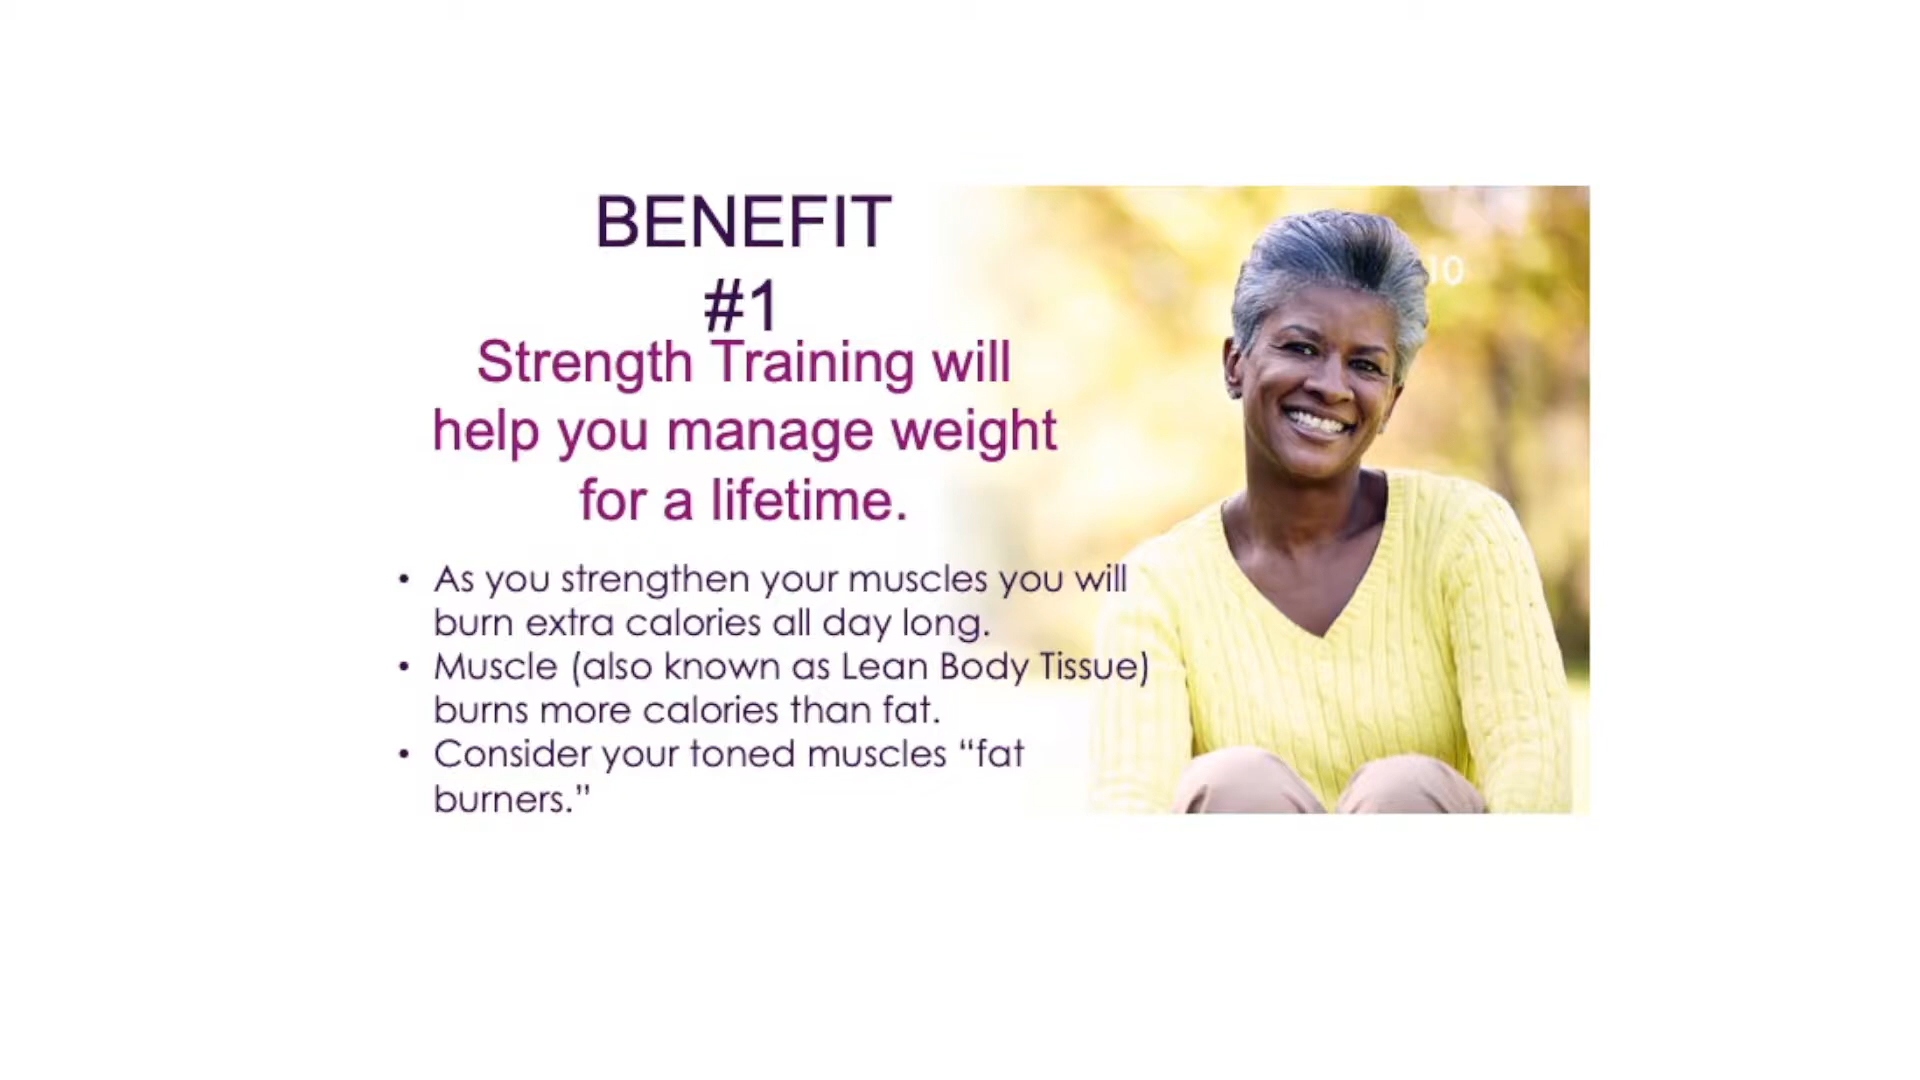 BENEFIT
#1
Strength Training will
help you manage weight
for a lifetime.
• As you strengthen your muscles you will
burn extra calories all day long.
• Muscle (also known as Lean Body Tissue)
burns more calories than fat.
• Consider your toned muscles “fat
burners.”
10